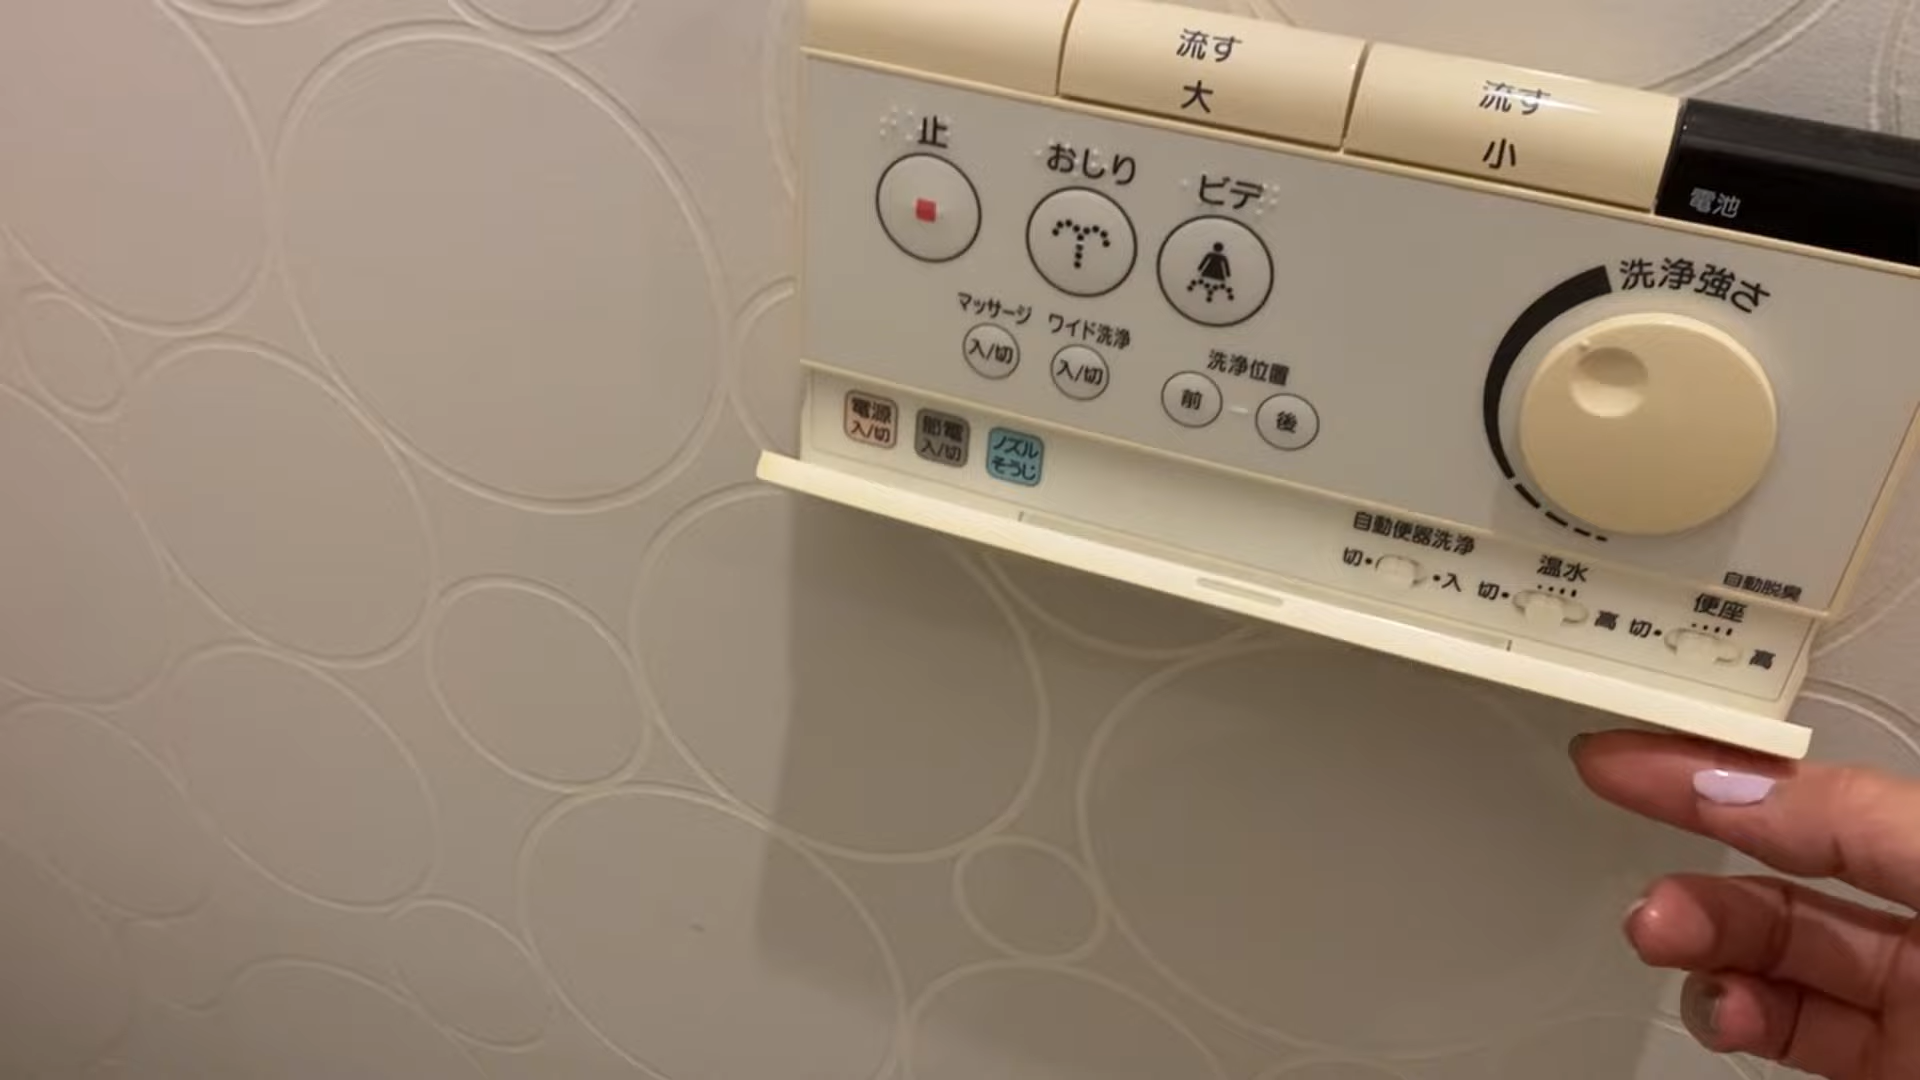 流す
大
流す
小
電池
止
おしり
ビデ
洗浄強さ
マッサージ
入/切
ワイド洗浄
入/切
洗浄位置
前
後
電源
入/切
節電
入/切
ノズル
そうじ
自動便器洗浄
切・
・入
温水
切・
高
自動脱臭
便座
切・
高